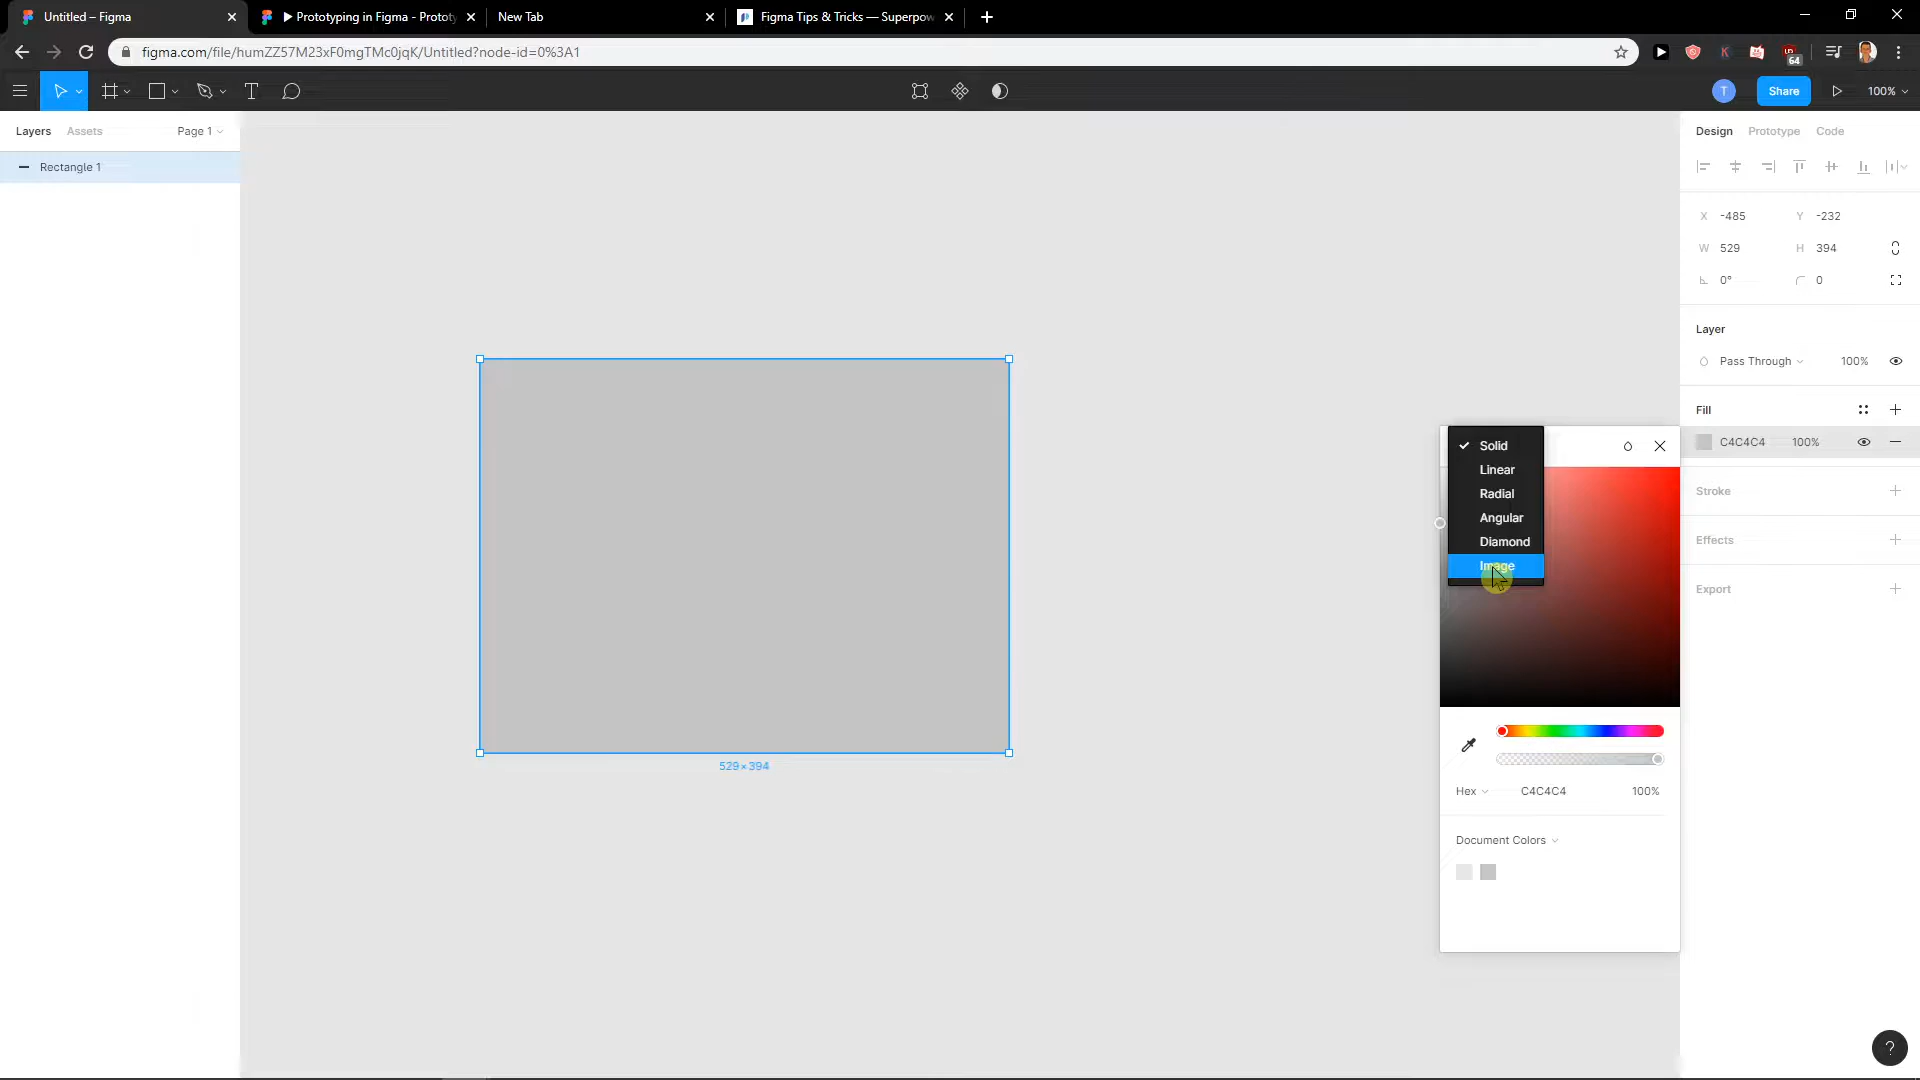 Untitled – Figma
Prototyping in Figma - Protot
New Tab
Figma Tips & Tricks — Superpow
figma.com/file/humZZ57M23xF0mgTMc0jqK/Untitled?node-id=0%3A1
64
T
Share
100%
Layers
Assets
Page 1
Design
Prototype
Code
Rectangle 1
X -485
Y -232
W 529
H 394
0°
0
Layer
Pass Through
100%
Fill
C4C4C4
100%
Solid
Linear
Radial
Angular
Diamond
Image
Stroke
Effects
Export
529 × 394
Hex
C4C4C4
100%
Document Colors
?